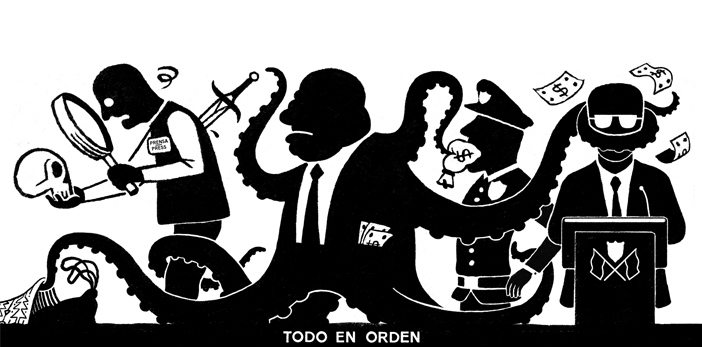 PRENSA
PRESS
$
$
$
TODO EN ORDEN